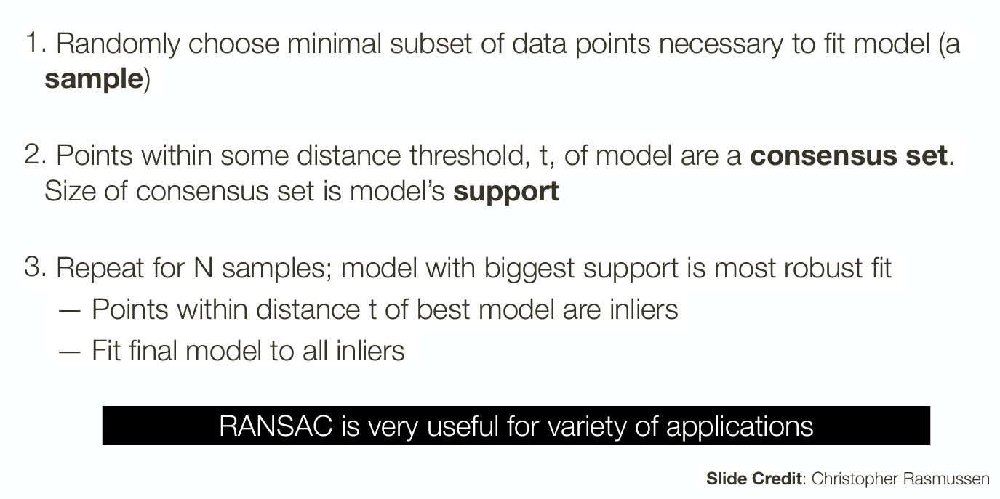 1. Randomly choose minimal subset of data points necessary to fit model (a
sample)
2. Points within some distance threshold, t, of model are a consensus set.
Size of consensus set is model’s support
3. Repeat for N samples; model with biggest support is most robust fit
— Points within distance t of best model are inliers
— Fit final model to all inliers
RANSAC is very useful for variety of applications
Slide Credit: Christopher Rasmussen